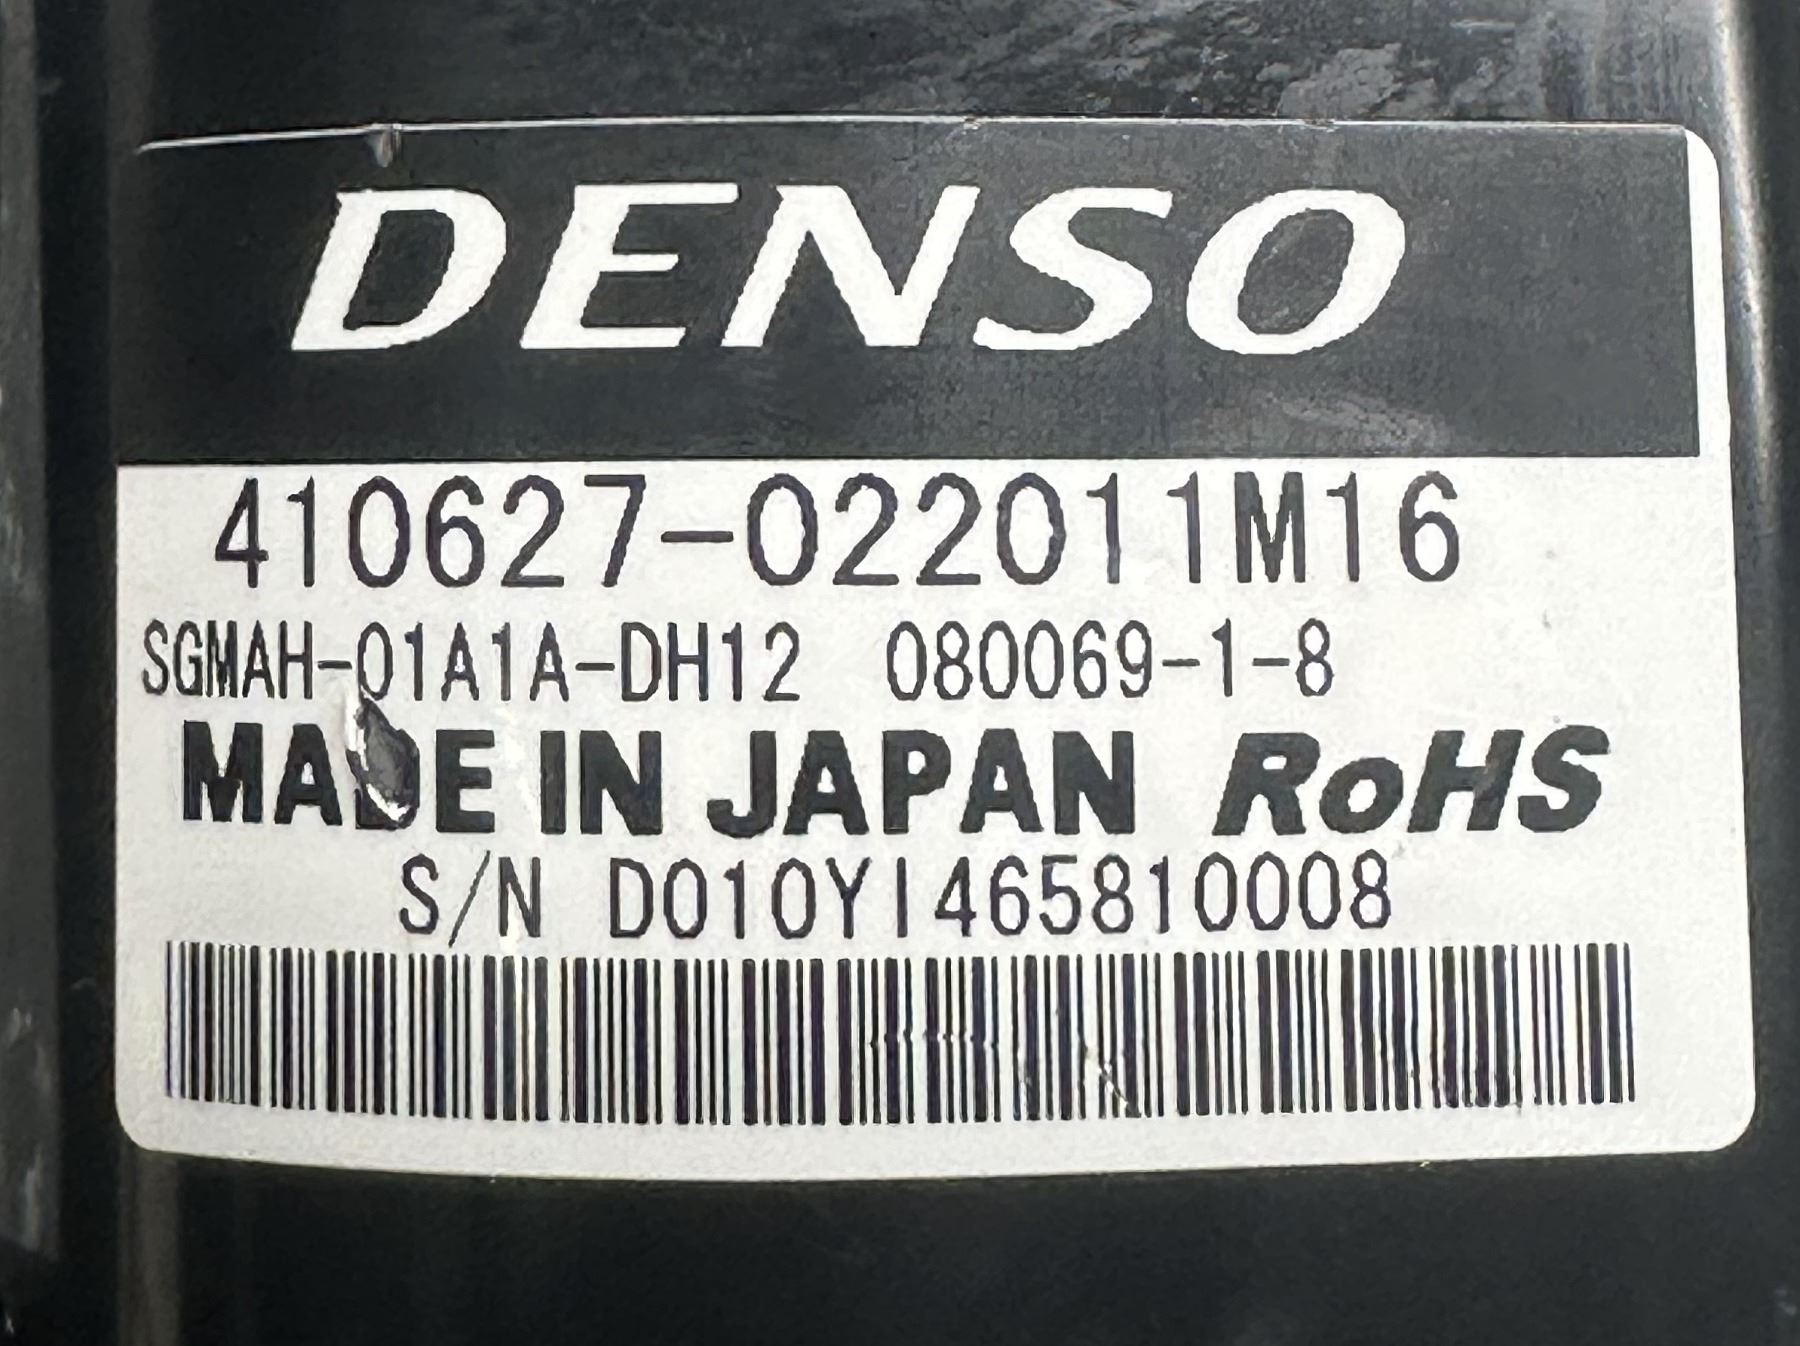 DENSO
410627-022011M16
SGMAH-01A1A-DH12 080069-1-8
MADE IN JAPAN RoHS
S/N D010YI465810008